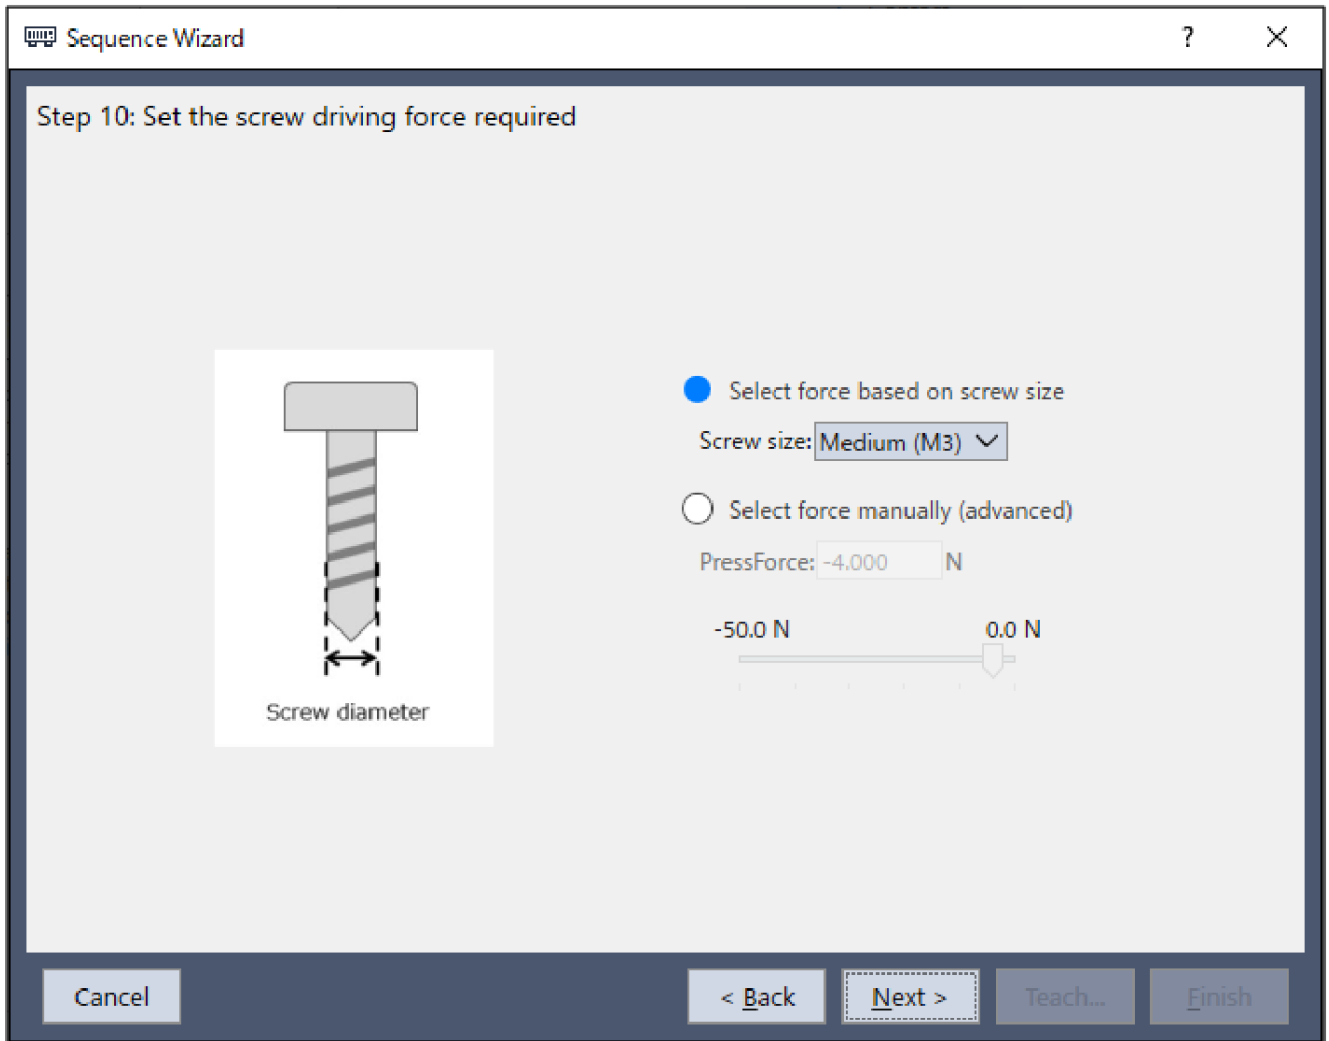 Sequence Wizard ?
Step 10: Set the screw driving force required
Screw diameter
Select force based on screw size
Screw size: Medium (M3)
Select force manually (advanced)
PressForce: -4.000 N
-50.0 N 0.0 N
Cancel < Back Next > Teach... Finish